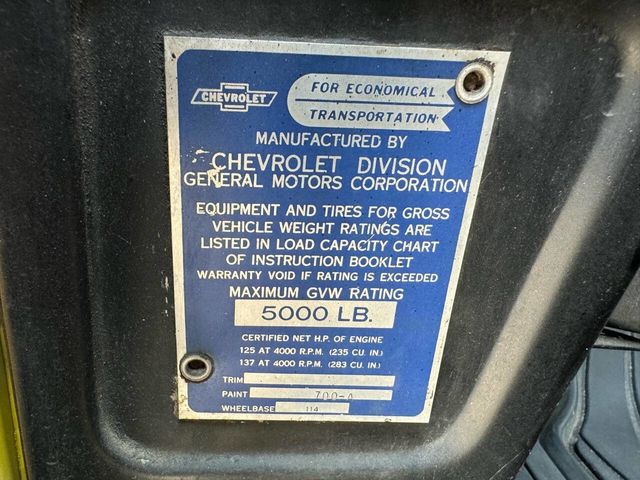 CHEVROLET
FOR ECONOMICAL
TRANSPORTATION
MANUFACTURED BY
CHEVROLET DIVISION
GENERAL MOTORS CORPORATION
EQUIPMENT AND TIRES FOR GROSS
VEHICLE WEIGHT RATINGS ARE
LISTED IN LOAD CAPACITY CHART
OF INSTRUCTION BOOKLET
WARRANTY VOID IF RATING IS EXCEEDED
MAXIMUM GVW RATING
5000 LB.
CERTIFIED NET H.P. OF ENGINE
125 AT 4000 R.P.M. (235 CU. IN.)
137 AT 4000 R.P.M. (283 CU. IN.)
TRIM
PAINT 700-A
WHEELBASE 114